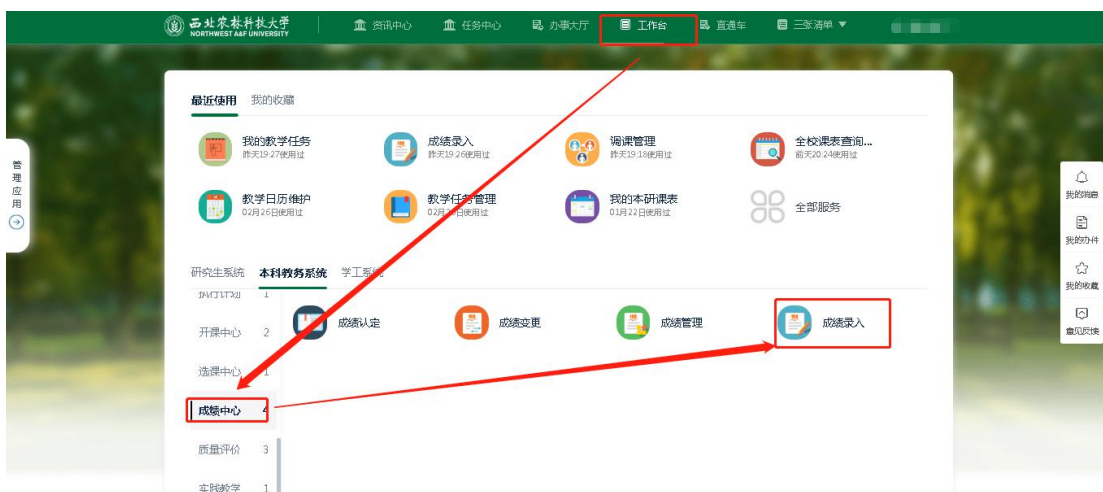 西北农林科技大学
NORTHWEST A&F UNIVERSITY
资讯中心 任务中心 办事大厅 工作台 直通车 三张清单 ▼
最近使用 我的收藏
我的教学任务 成绩录入 调课管理 全校课表查询...
昨天19:27使用过 昨天19:26使用过 昨天19:18使用过 前天20:24使用过
教学日历维护 教学任务管理 我的本研课表 全部服务
02月26日使用过 01月22日使用过
管理应用
我的消息
我的办件
我的收藏
意见反馈
研究生系统 本科教务系统 学工系统
执行计划 1
成绩认定 成绩变更 成绩管理 成绩录入
开课中心 2
选课中心 1
成绩中心 4
质量评价 3
实践教学 1